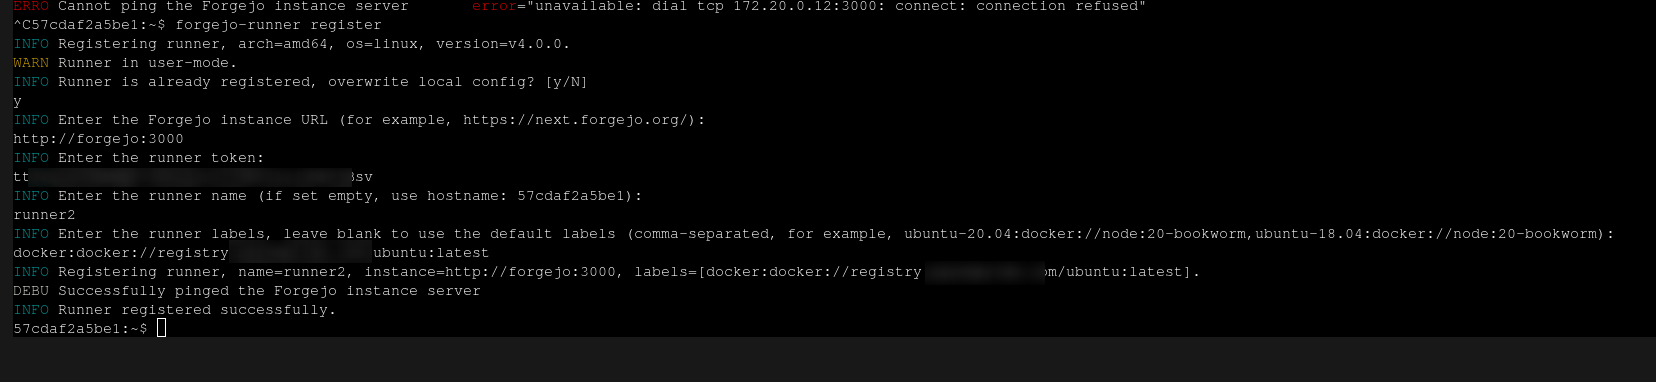 ERRO Cannot ping the Forgejo instance server error="unavailable: dial tcp 172.20.0.12:3000: connect: connection refused"
^C57cdaf2a5be1:~$ forgejo-runner register
INFO Registering runner, arch=amd64, os=linux, version=v4.0.0.
WARN Runner in user-mode.
INFO Runner is already registered, overwrite local config? [y/N]
y
INFO Enter the Forgejo instance URL (for example, https://next.forgejo.org/):
http://forgejo:3000
INFO Enter the runner token:
tt sv
INFO Enter the runner name (if set empty, use hostname: 57cdaf2a5be1):
runner2
INFO Enter the runner labels, leave blank to use the default labels (comma-separated, for example, ubuntu-20.04:docker://node:20-bookworm,ubuntu-18.04:docker://node:20-bookworm):
docker:docker://registry ubuntu:latest
INFO Registering runner, name=runner2, instance=http://forgejo:3000, labels=[docker:docker://registry om/ubuntu:latest].
DEBU Successfully pinged the Forgejo instance server
INFO Runner registered successfully.
57cdaf2a5be1:~$